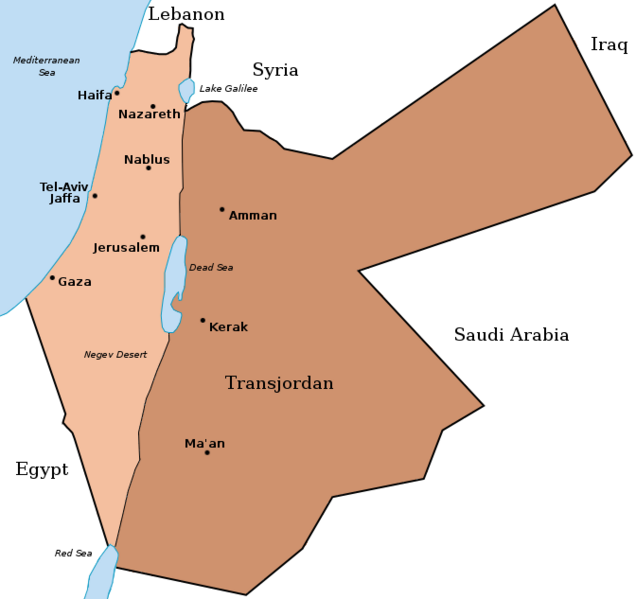 Lebanon
Iraq
Mediterranean
Sea
Syria
Lake Galilee
Haifa
Nazareth
Nablus
Tel-Aviv
Jaffa
Amman
Jerusalem
Dead Sea
Gaza
Kerak
Saudi Arabia
Negev Desert
Transjordan
Ma'an
Egypt
Red Sea